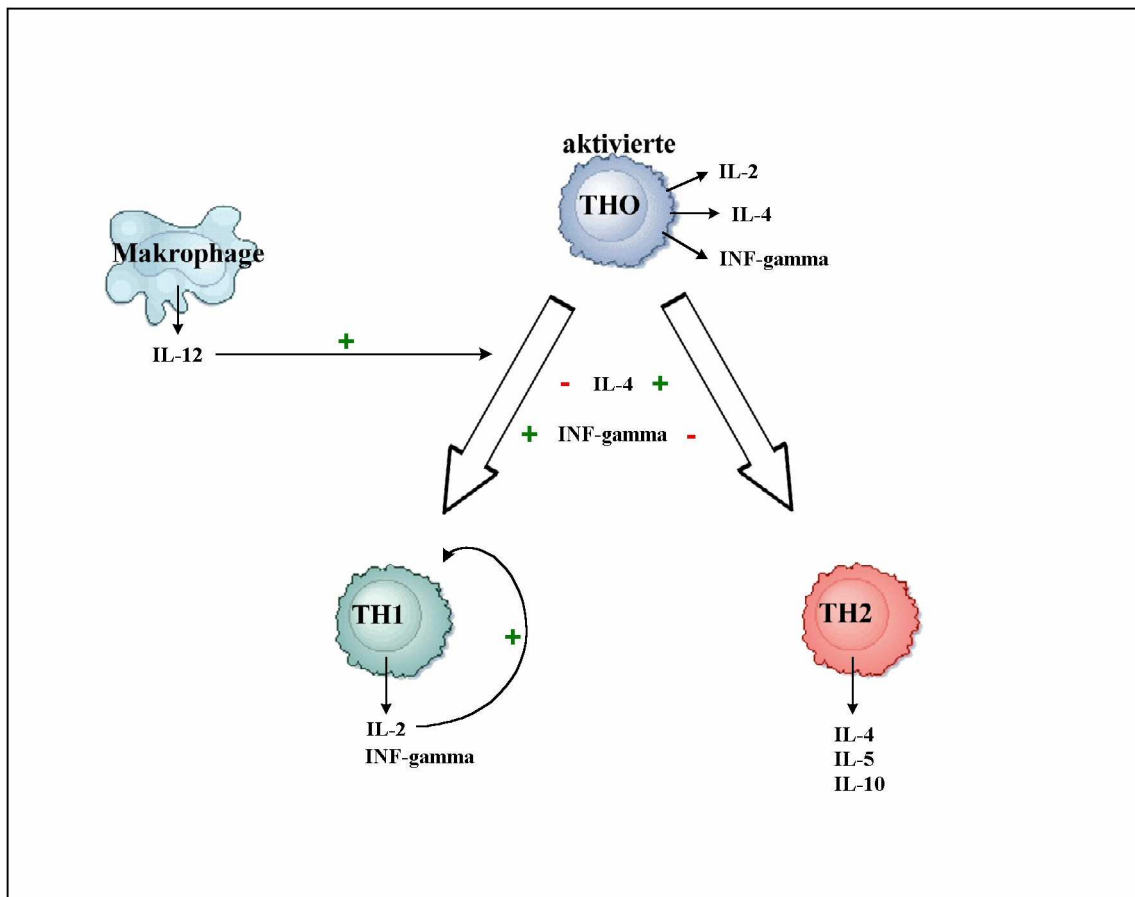 aktivierte
THO
IL-2
IL-4
INF-gamma
Makrophage
IL-12
+
- IL-4 +
+ INF-gamma -
TH1
+
IL-2
INF-gamma
TH2
IL-4
IL-5
IL-10